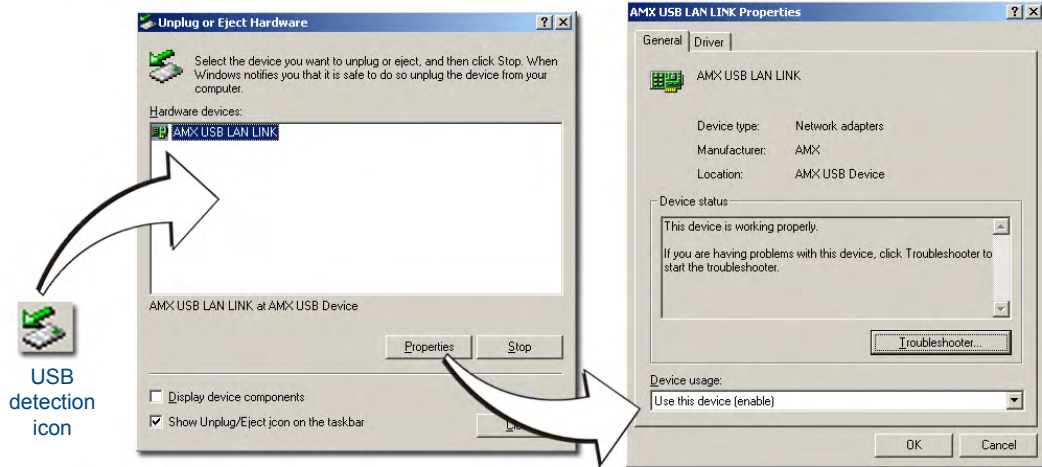 Unplug or Eject Hardware
Select the device you want to unplug or eject, and then click Stop. When
Windows notifies you that it is safe to do so unplug the device from your
computer.
Hardware devices:
AMX USB LAN LINK
AMX USB LAN LINK at AMX USB Device
Properties
Stop
Display device components
Show Unplug/Eject icon on the taskbar
USB
detection
icon
AMX USB LAN LINK Properties
General
Driver
AMX USB LAN LINK
Device type: Network adapters
Manufacturer: AMX
Location: AMX USB Device
Device status
This device is working properly.
If you are having problems with this device, click Troubleshooter to
start the troubleshooter.
Troubleshooter...
Device usage:
Use this device (enable)
OK
Cancel